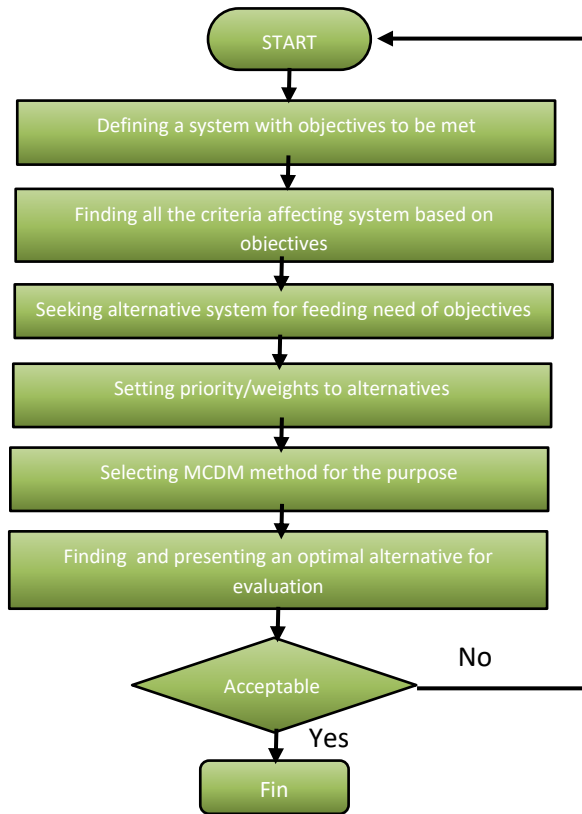 START
Defining a system with objectives to be met
Finding all the criteria affecting system based on
objectives
Seeking alternative system for feeding need of objectives
Setting priority/weights to alternatives
Selecting MCDM method for the purpose
Finding  and presenting an optimal alternative for
evaluation
No
Acceptable
Yes
Fin